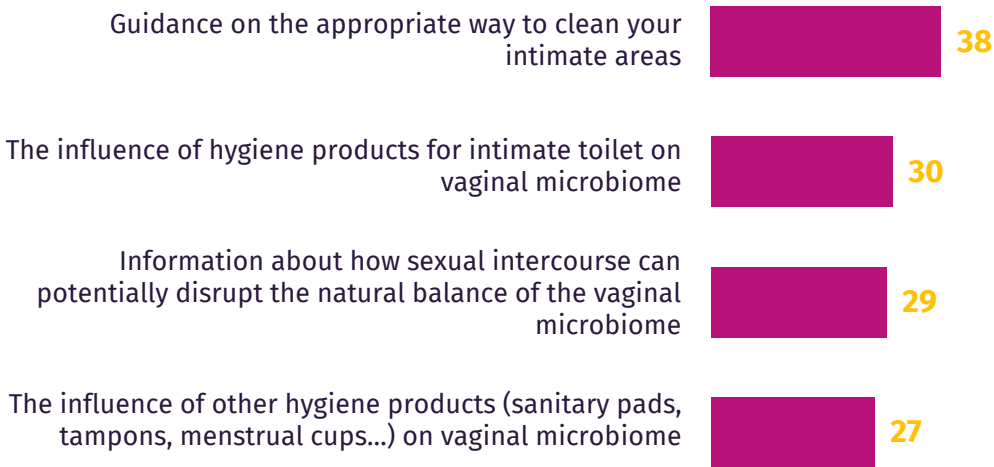 Guidance on the appropriate way to clean your
intimate areas
38
The influence of hygiene products for intimate toilet on
vaginal microbiome
30
Information about how sexual intercourse can
potentially disrupt the natural balance of the vaginal
microbiome
29
The influence of other hygiene products (sanitary pads,
tampons, menstrual cups...) on vaginal microbiome
27